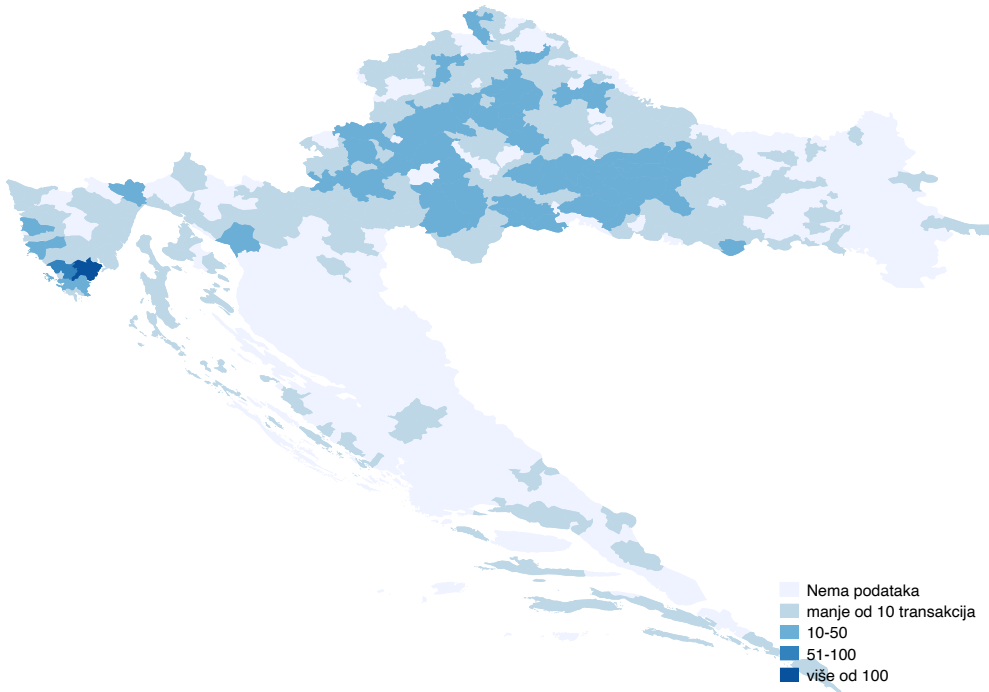 Nema podataka
manje od 10 transakcija
10-50
51-100
više od 100